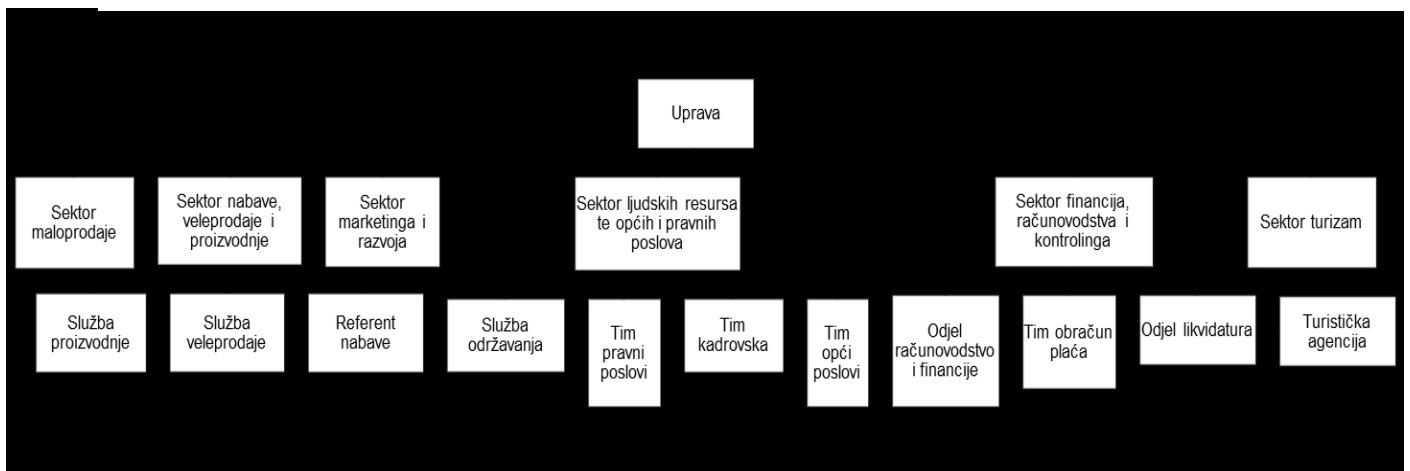 Uprava
Sektor
maloprodaje
Sektor nabave,
veleprodaje i
proizvodnje
Sektor
marketinga i
razvoja
Sektor ljudskih resursa
te općih i pravnih
poslova
Sektor financija,
računovodstva i
kontrolinga
Sektor turizam
Služba
proizvodnje
Služba
veleprodaje
Referent
nabave
Služba
održavanja
Tim
pravni
poslovi
Tim
kadrovska
Tim
opći
poslovi
Odjel
računovodstvo
i financije
Tim obračun
plaća
Odjel likvidatura
Turistička
agencija